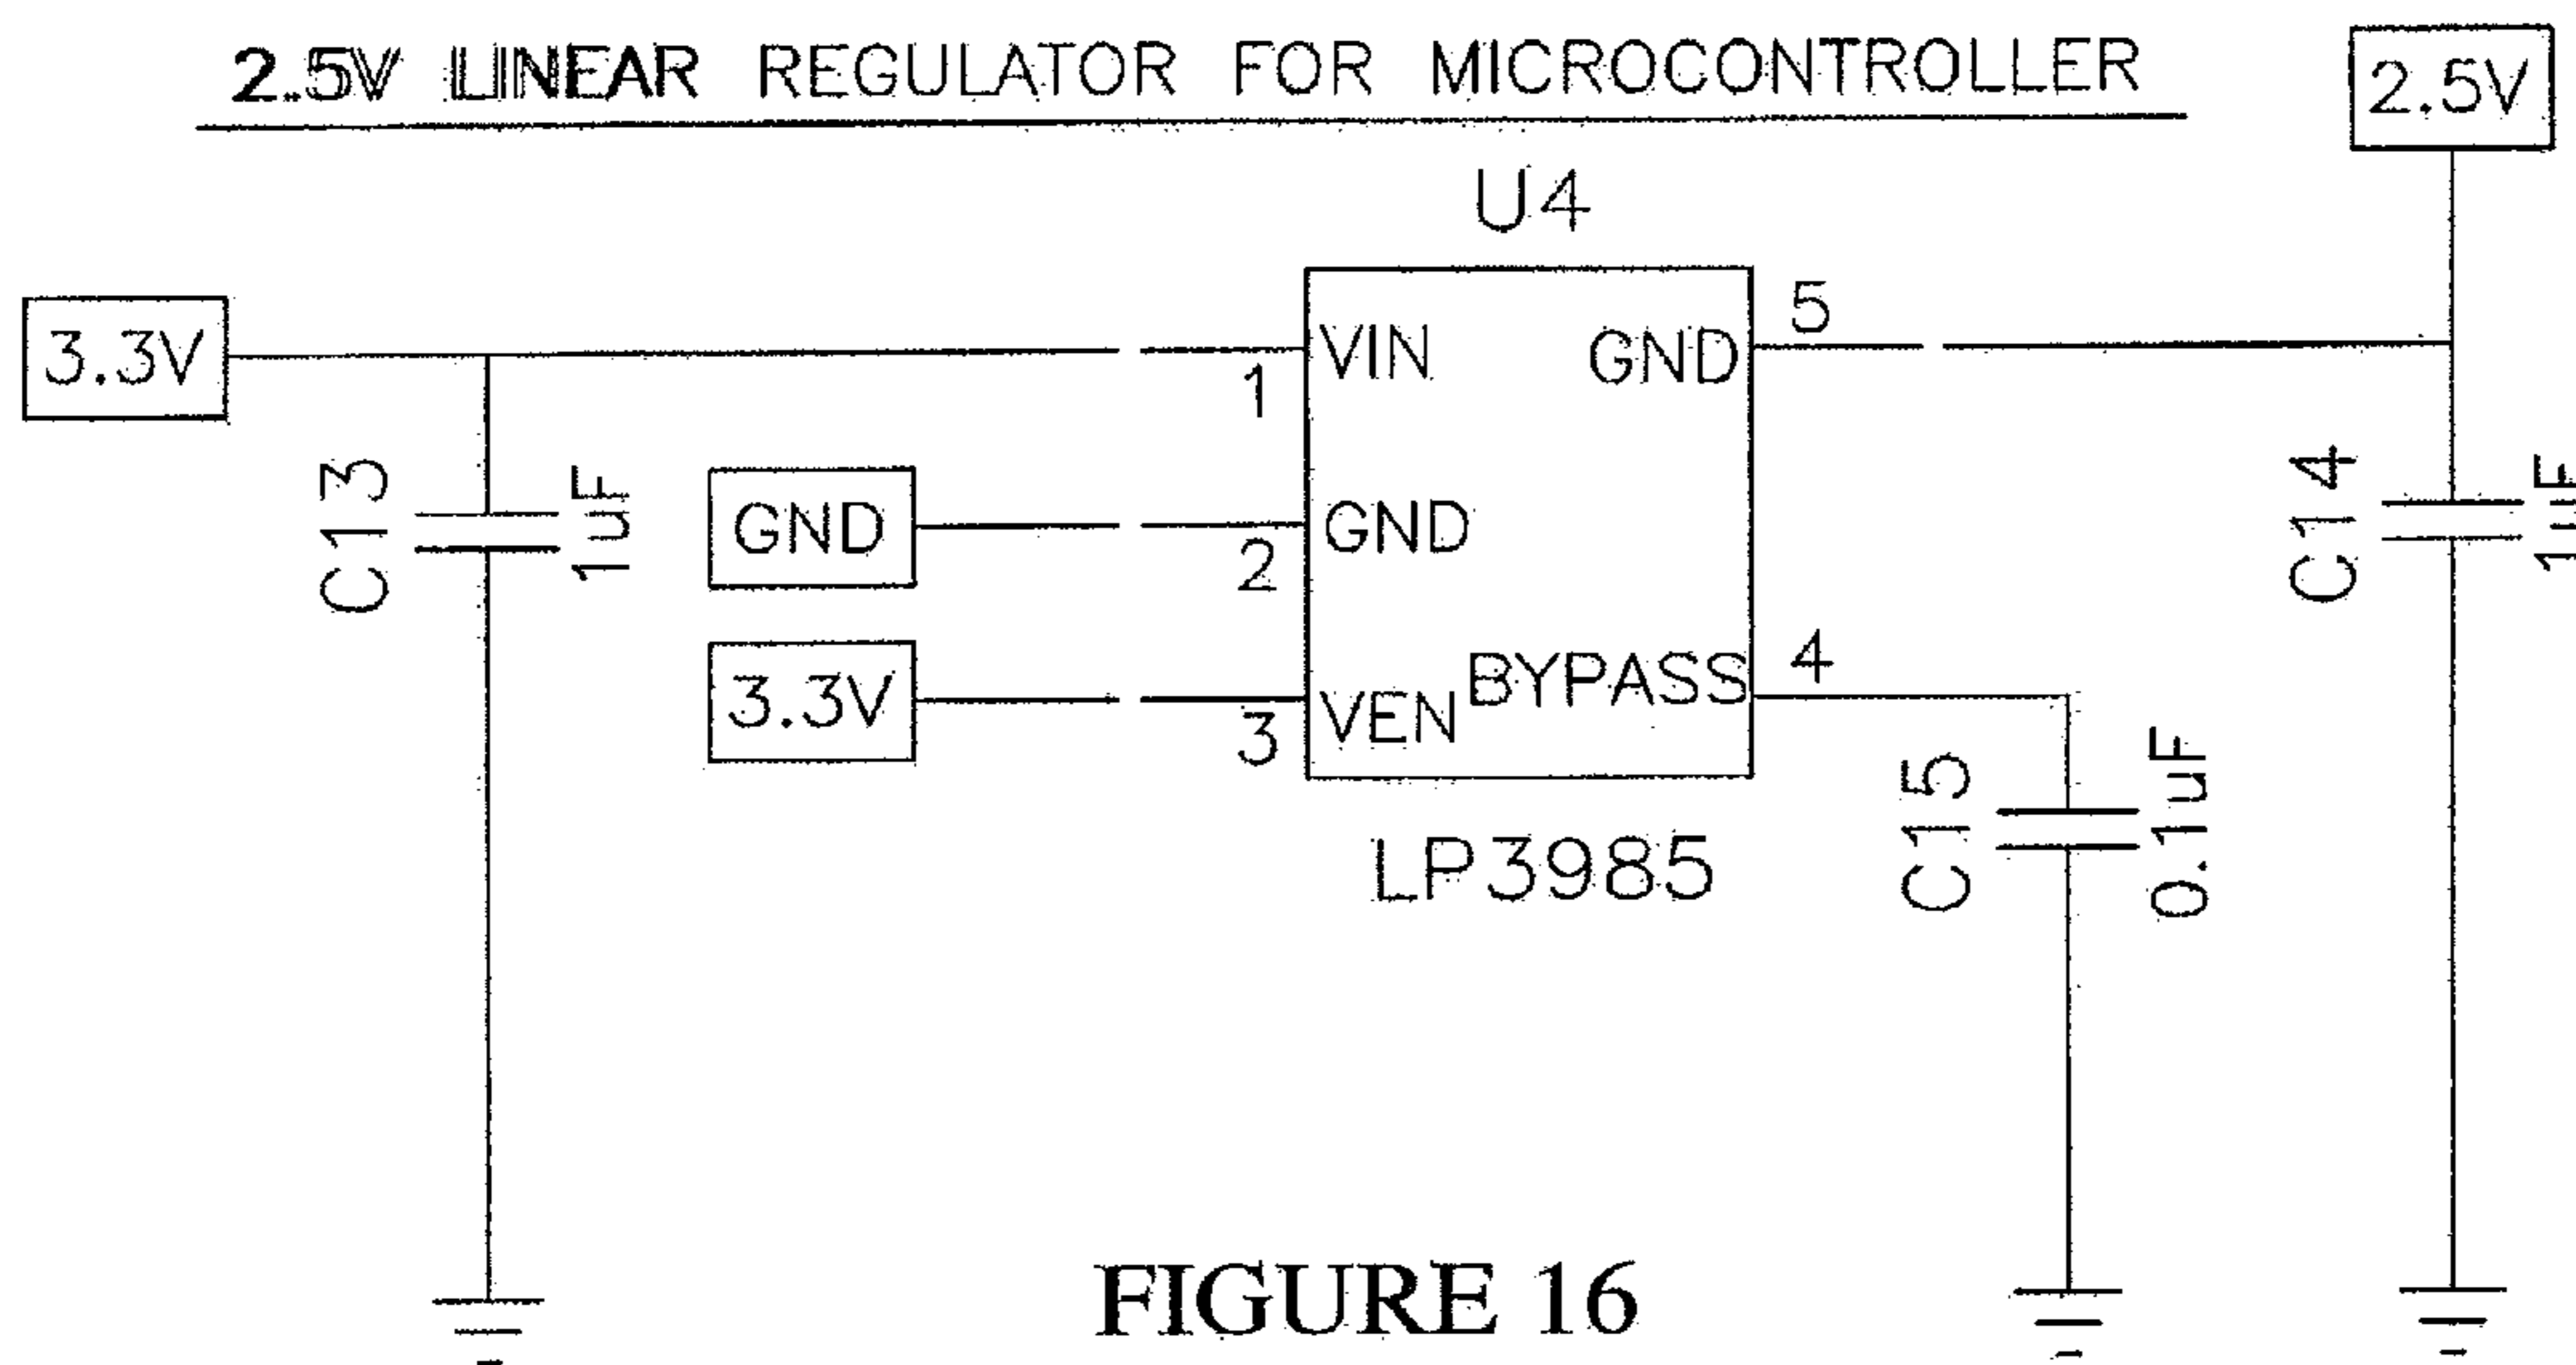 2.5V LINEAR REGULATOR FOR MICROCONTROLLER
2.5V
U4
3.3V
1
VIN
GND
5
C13
1uF
GND
2
GND
C14
1uF
3.3V
3
VEN
BYPASS
4
LP3985
C15
0.1uF
FIGURE 16